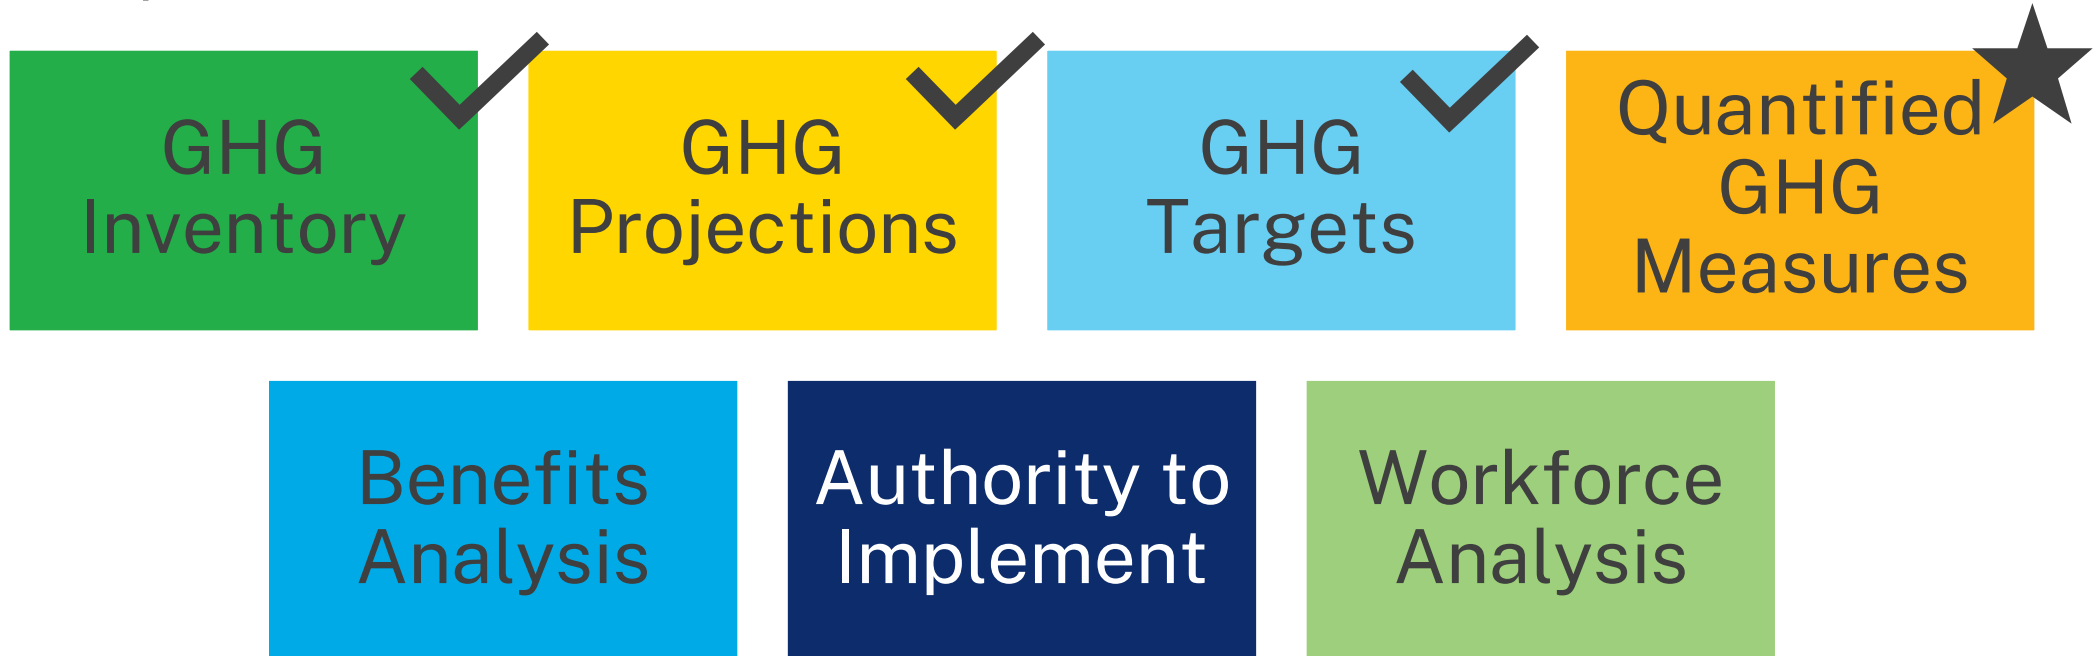 GHG
Inventory
GHG
Projections
GHG
Targets
Quantified
GHG
Measures
Benefits
Analysis
Authority to
Implement
Workforce
Analysis